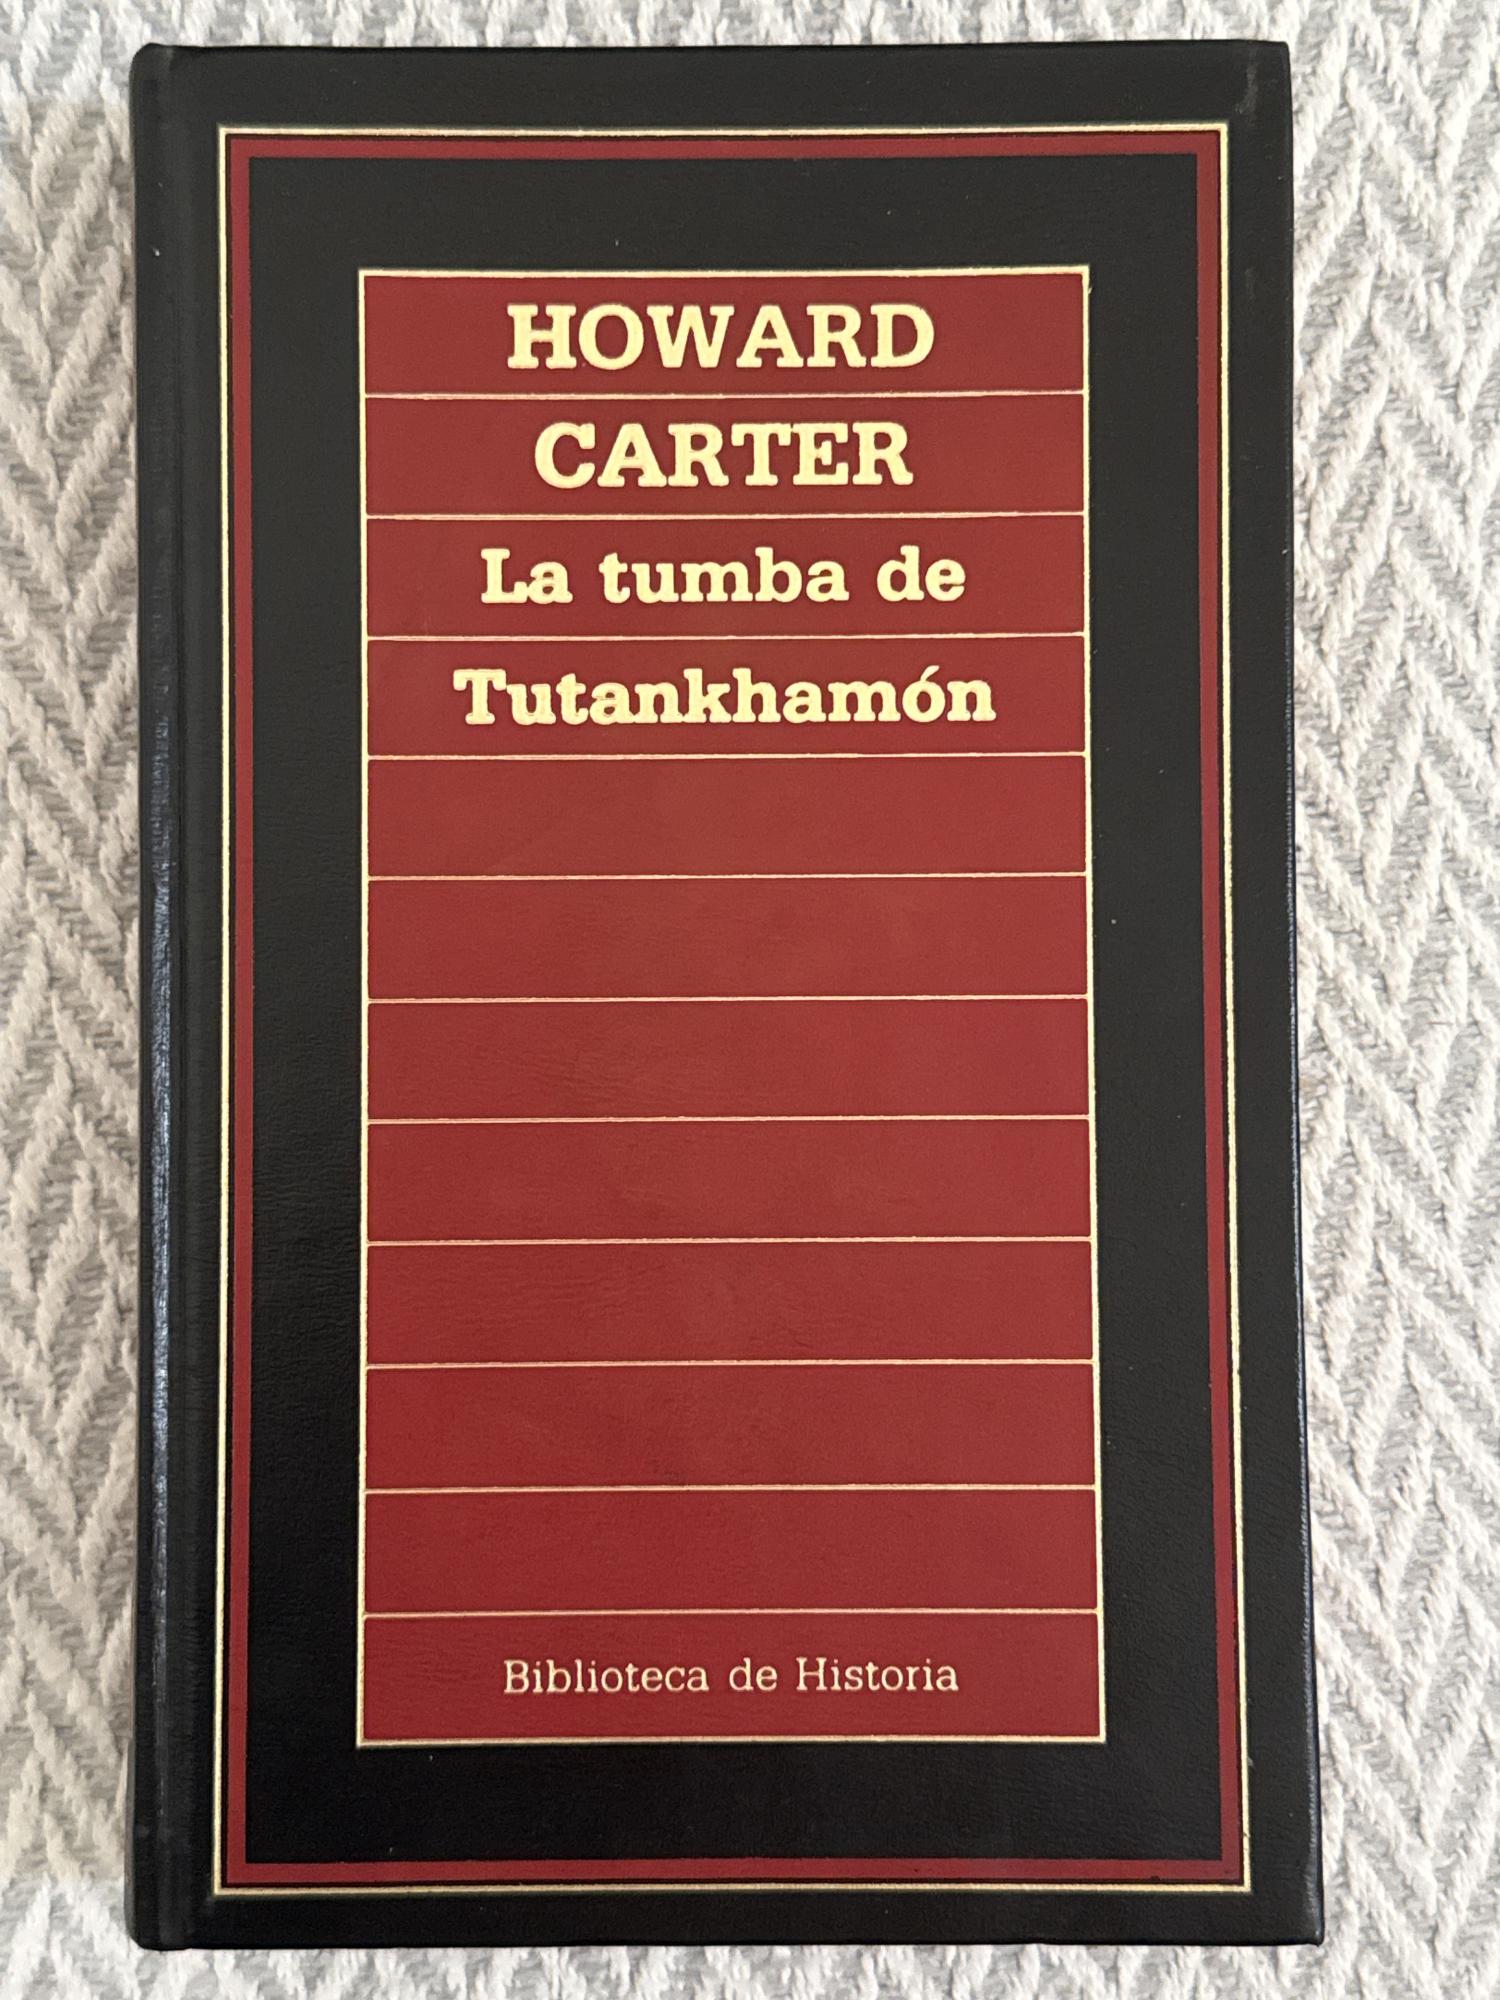 HOWARD
CARTER
La tumba de
Tutankhamón
Biblioteca de Historia